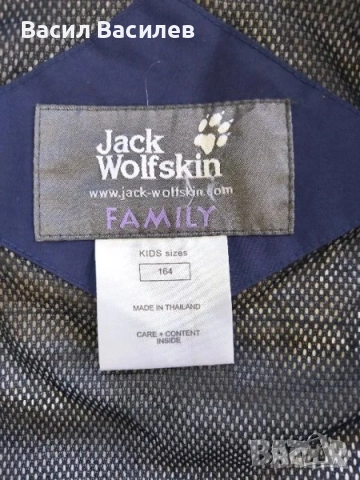 Васил Василев
Jack
Wolfskin
www.jack-wolfskin.com
FAMILY
KIDS sizes
164
MADE IN THAILAND
CARE + CONTENT
INSIDE